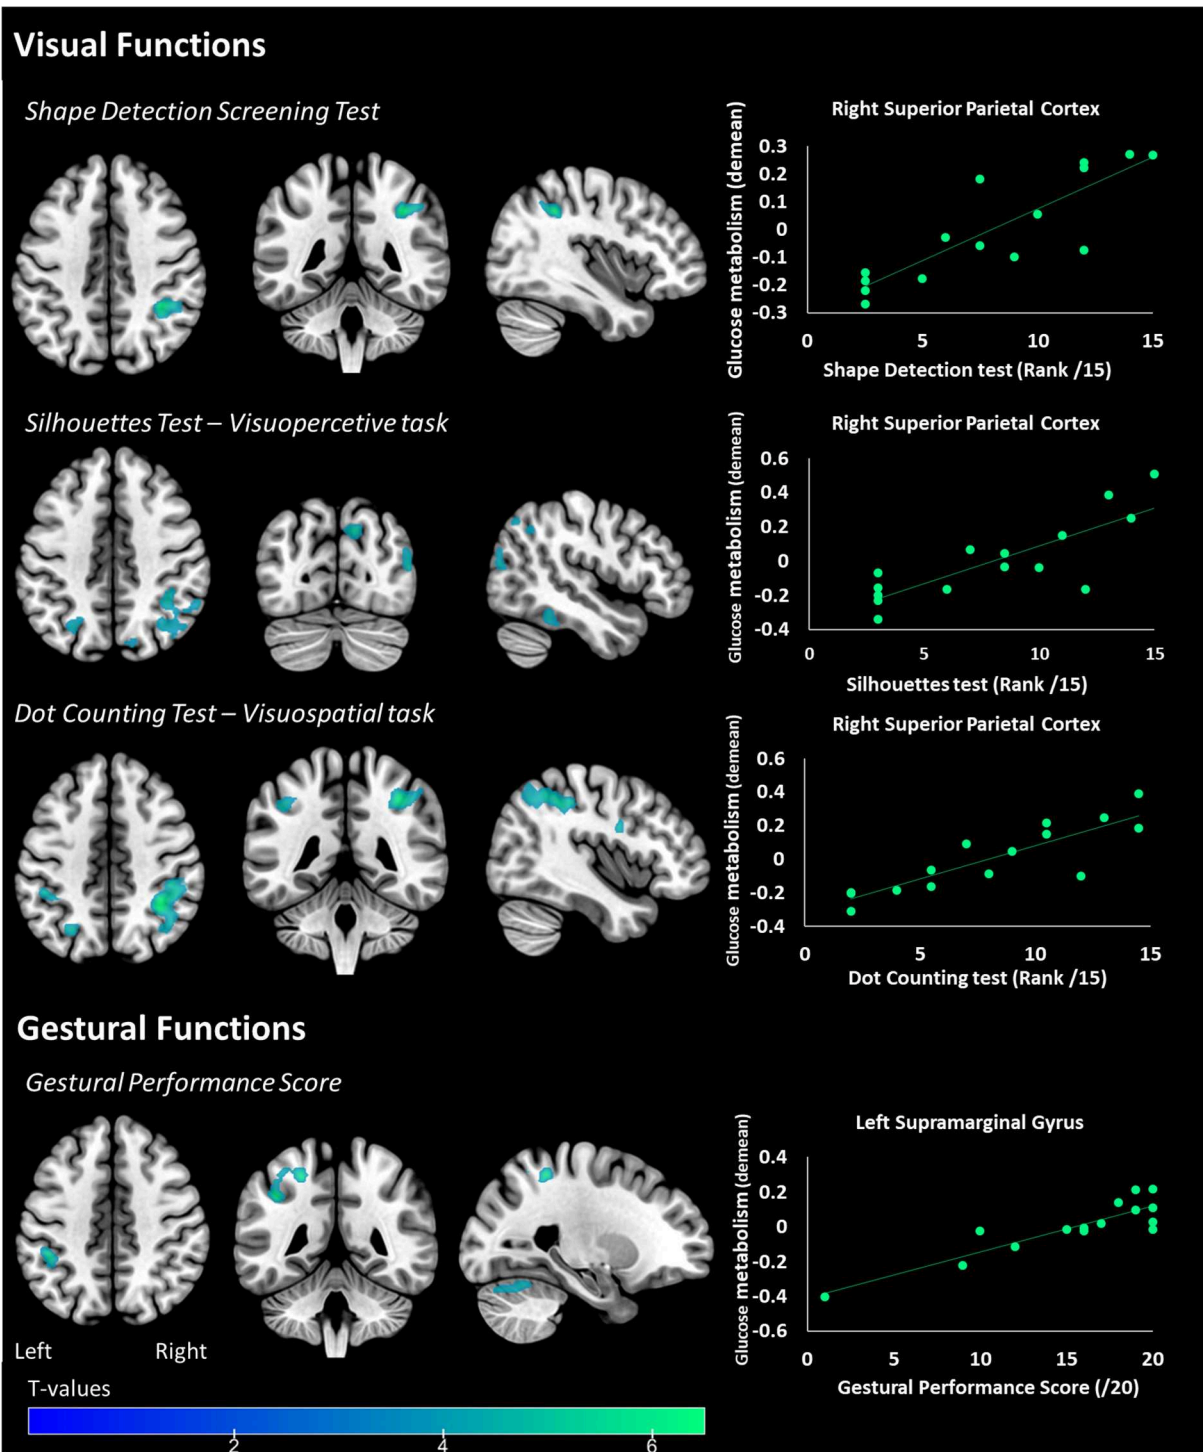 Visual Functions
Shape Detection Screening Test
Right Superior Parietal Cortex
Glucose metabolism (demean)
0.3
0.2
0.1
0
-0.1
-0.2
-0.3
0 5 10 15
Shape Detection test (Rank /15)
Silhouettes Test – Visuopercetive task
Right Superior Parietal Cortex
Glucose metabolism (demean)
0.6
0.4
0.2
0
-0.2
-0.4
0 5 10 15
Silhouettes test (Rank /15)
Dot Counting Test – Visuospatial task
Right Superior Parietal Cortex
Glucose metabolism (demean)
0.6
0.4
0.2
0
-0.2
-0.4
0 5 10 15
Dot Counting test (Rank /15)
Gestural Functions
Gestural Performance Score
Left Supramarginal Gyrus
Glucose metabolism (demean)
0.4
0.2
0
-0.2
-0.4
-0.6
0 5 10 15 20
Gestural Performance Score (/20)
Left Right
T-values
2 4 6